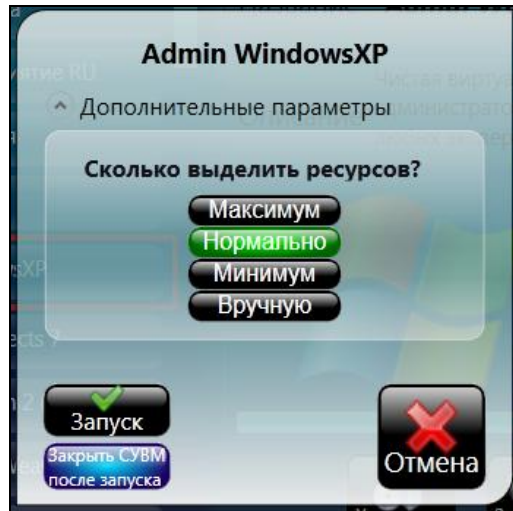 Admin WindowsXP
Дополнительные параметры
Сколько выделить ресурсов?
Максимум
Нормально
Минимум
Вручную
Запуск
Закрыть СУВМ
после запуска
Отмена